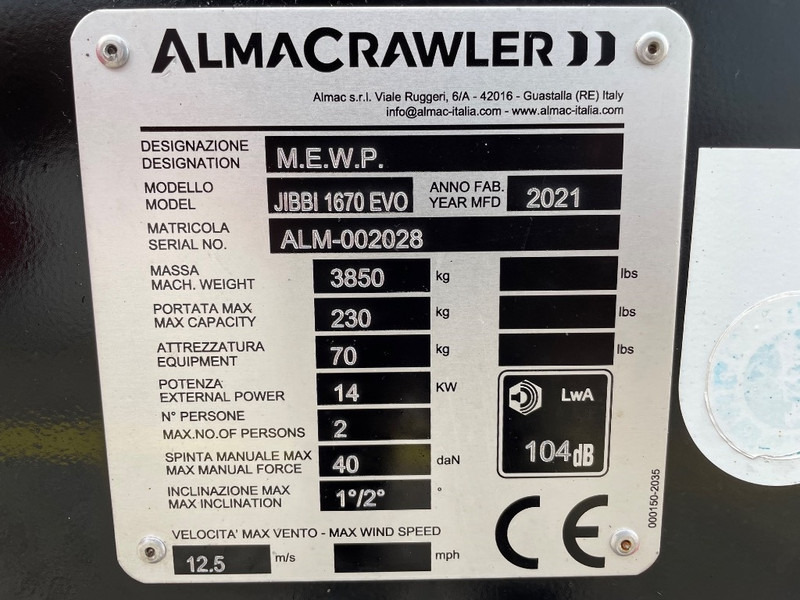 ALMACRAWLER
Almac s.r.l. Viale Ruggeri, 6/A - 42016 - Guastalla (RE) Italy
info@almac-italia.com - www.almac-italia.com
DESIGNAZIONE
DESIGNATION
M.E.W.P.
MODELLO
MODEL
JIBBI 1670 EVO
ANNO FAB.
YEAR MFD
2021
MATRICOLA
SERIAL NO.
ALM-002028
MASSA
MACH. WEIGHT
3850 kg lbs
PORTATA MAX
MAX CAPACITY
230 kg lbs
ATTREZZATURA
EQUIPMENT
70 kg lbs
POTENZA
EXTERNAL POWER
14 KW
N° PERSONE
MAX.NO.OF PERSONS
2
SPINTA MANUALE MAX
MAX MANUAL FORCE
40 daN
INCLINAZIONE MAX
MAX INCLINATION
1°/2° °
LwA
104dB
CE
000150-2035
VELOCITA' MAX VENTO - MAX WIND SPEED
12.5 m/s mph